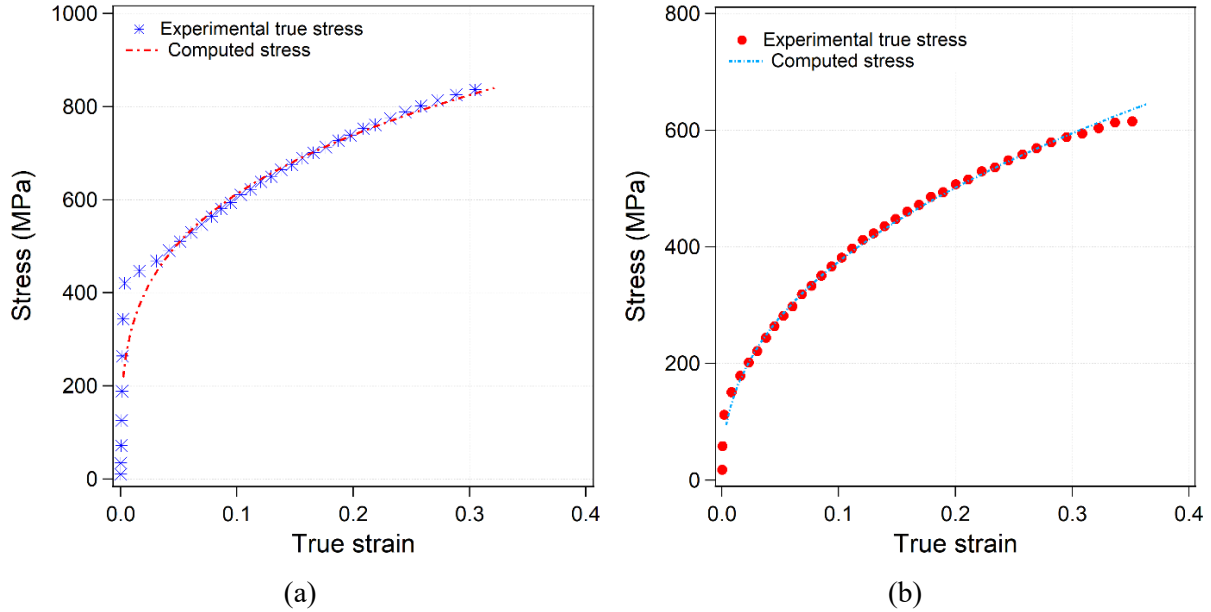 1000
800
600
400
200
0
Stress (MPa)
Experimental true stress
Computed stress
0.0 0.1 0.2 0.3 0.4
True strain
(a)
800
600
400
200
0
Stress (MPa)
Experimental true stress
Computed stress
0.0 0.1 0.2 0.3 0.4
True strain
(b)